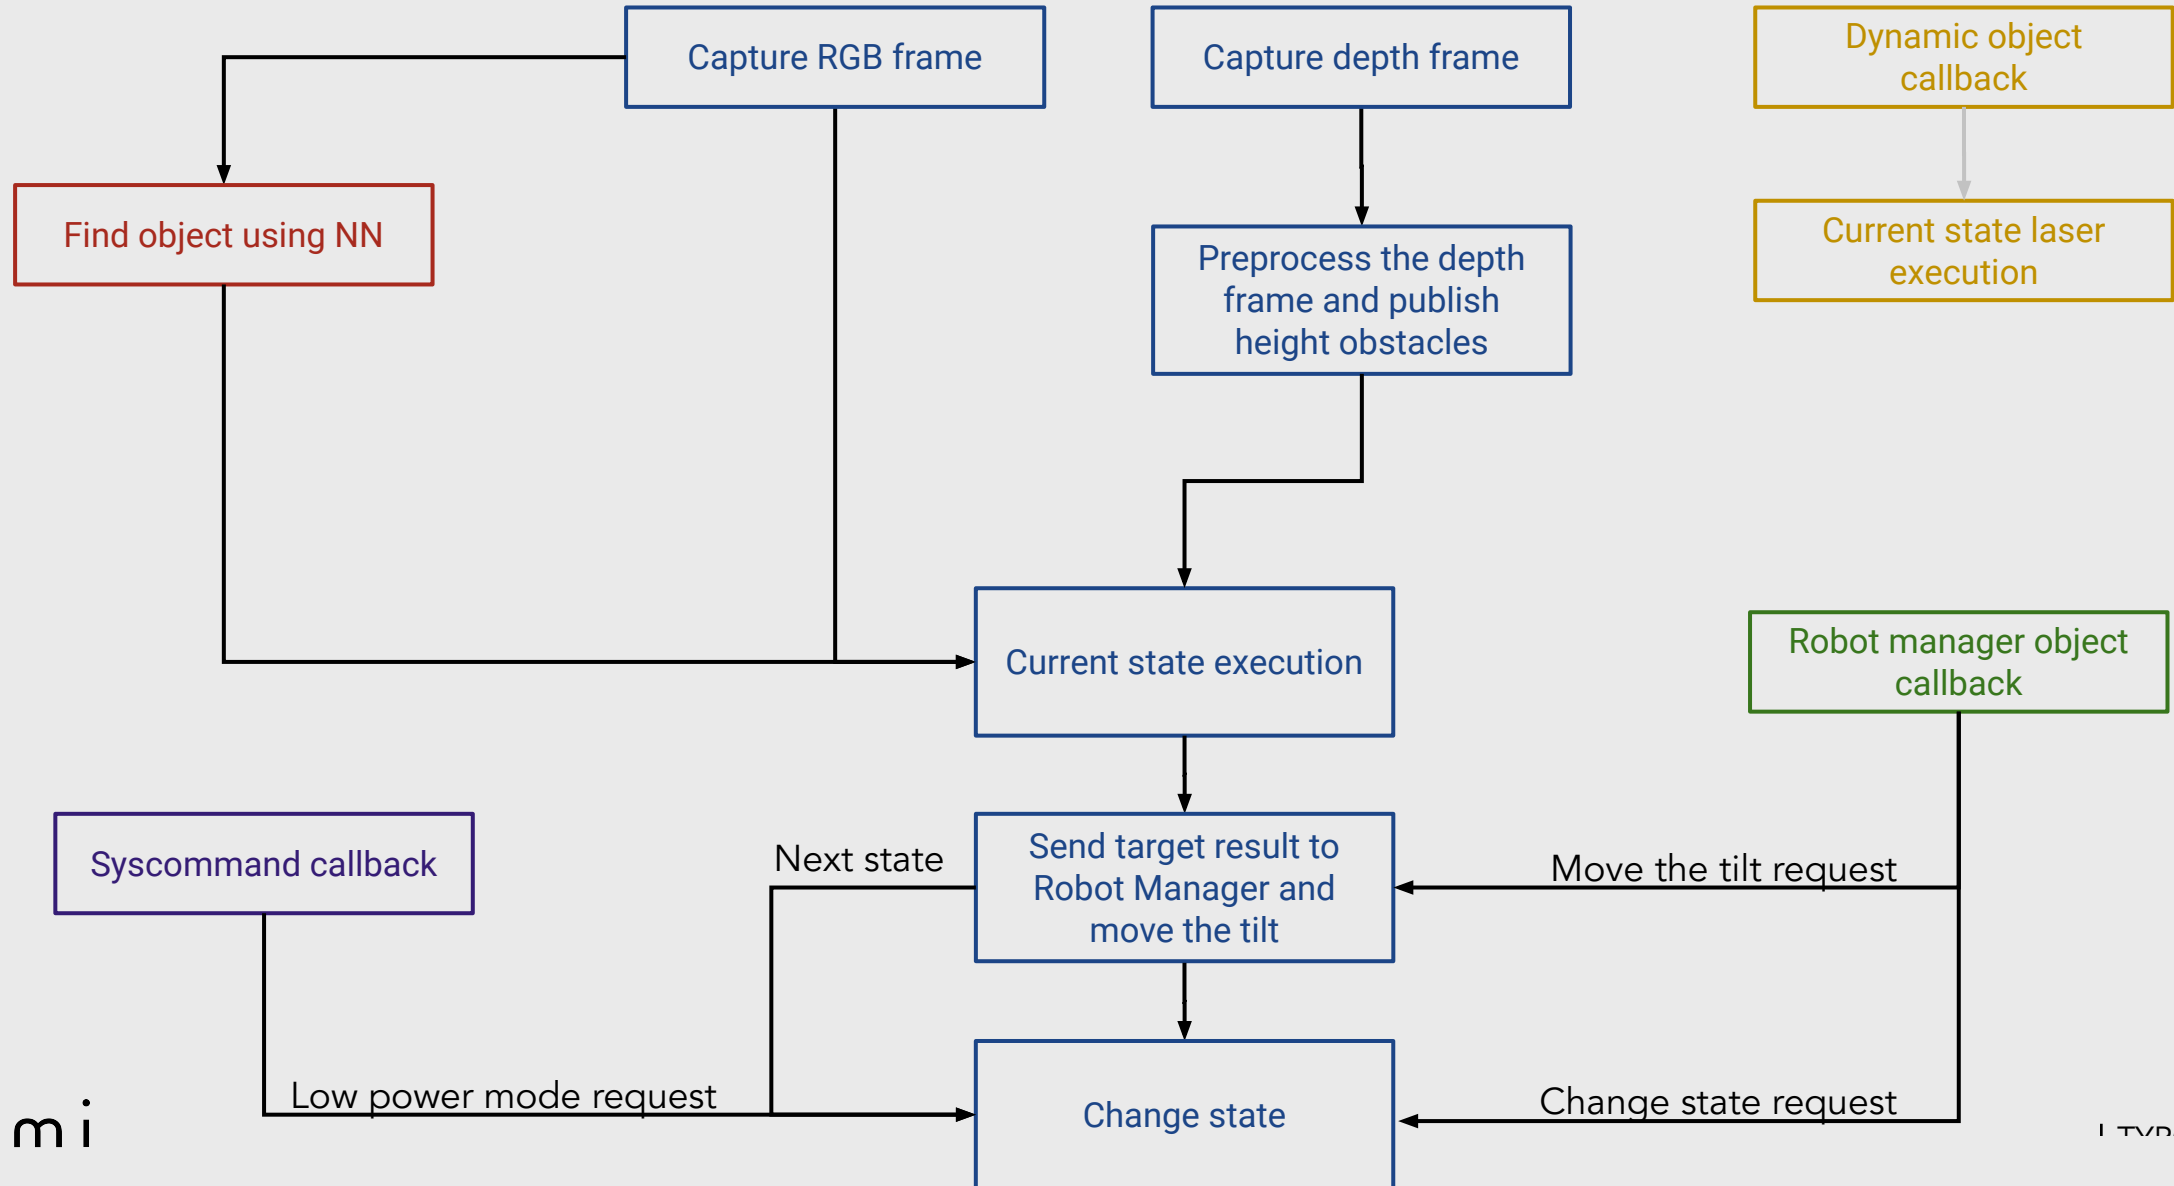 Capture RGB frame
Capture depth frame
Dynamic object
callback
Find object using NN
Preprocess the depth
frame and publish
height obstacles
Current state laser
execution
Current state execution
Robot manager object
callback
Syscommand callback
Next state
Send target result to
Robot Manager and
move the tilt
Move the tilt request
Low power mode request
Change state
Change state request
mi